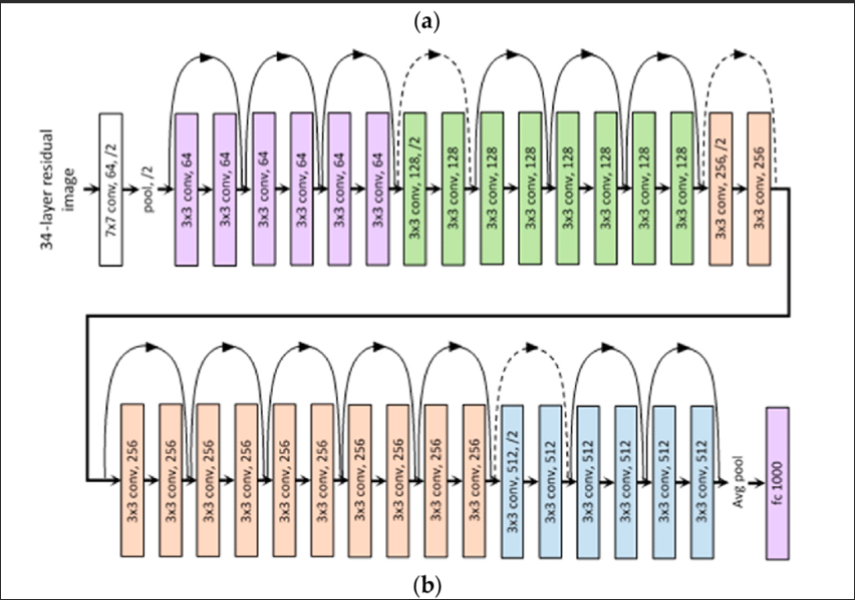 (a)
34-layer residual
image
7x7 conv, 64, /2
pool, /2
3x3 conv, 64
3x3 conv, 64
3x3 conv, 64
3x3 conv, 64
3x3 conv, 64
3x3 conv, 64
3x3 conv, 128, /2
3x3 conv, 128
3x3 conv, 128
3x3 conv, 128
3x3 conv, 128
3x3 conv, 128
3x3 conv, 128
3x3 conv, 128
3x3 conv, 256, /2
3x3 conv, 256
3x3 conv, 256
3x3 conv, 256
3x3 conv, 256
3x3 conv, 256
3x3 conv, 256
3x3 conv, 256
3x3 conv, 256
3x3 conv, 256
3x3 conv, 256
3x3 conv, 256
3x3 conv, 512, /2
3x3 conv, 512
3x3 conv, 512
3x3 conv, 512
3x3 conv, 512
3x3 conv, 512
Avg pool
fc 1000
(b)